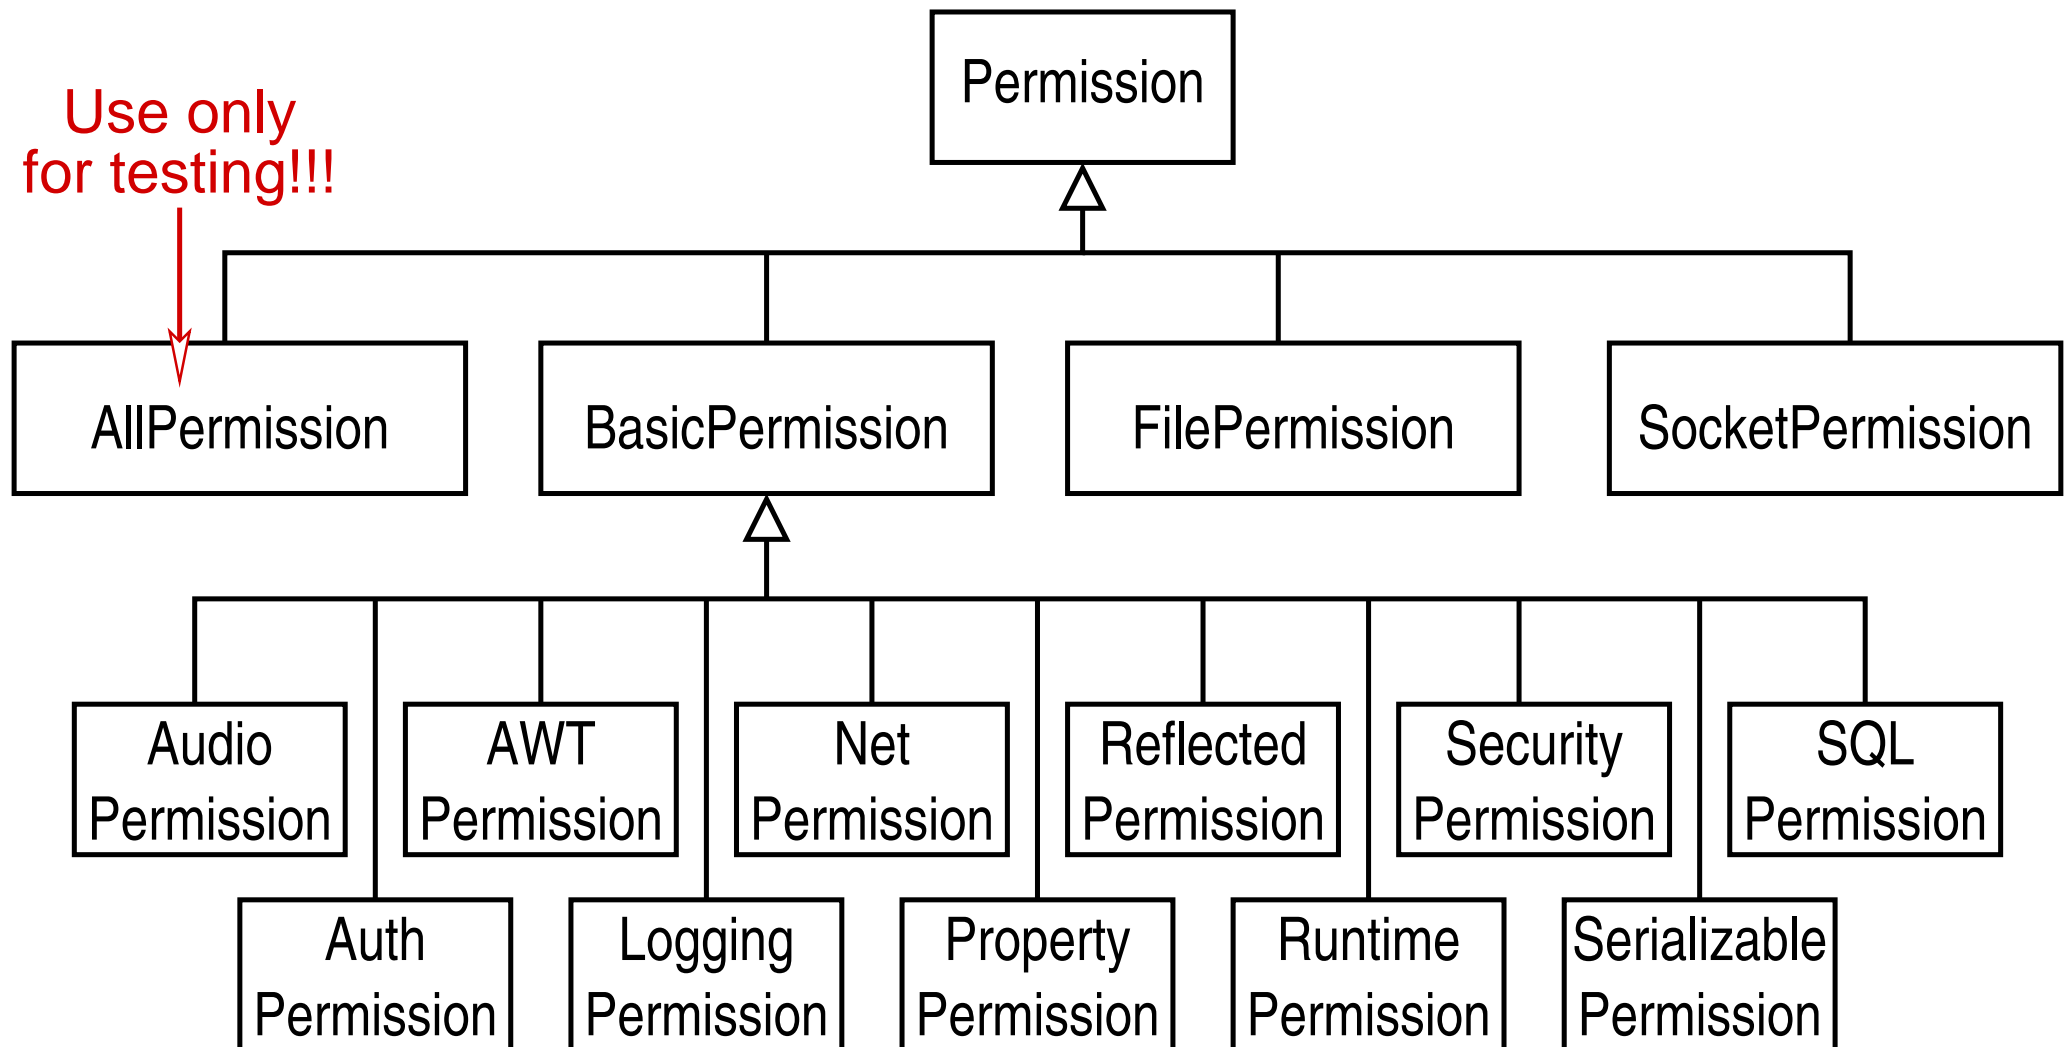 Permission
Use only
for testing!!!
AllPermission
BasicPermission
FilePermission
SocketPermission
Audio
Permission
AWT
Permission
Net
Permission
Reflected
Permission
Security
Permission
SQL
Permission
Auth
Permission
Logging
Permission
Property
Permission
Runtime
Permission
Serializable
Permission